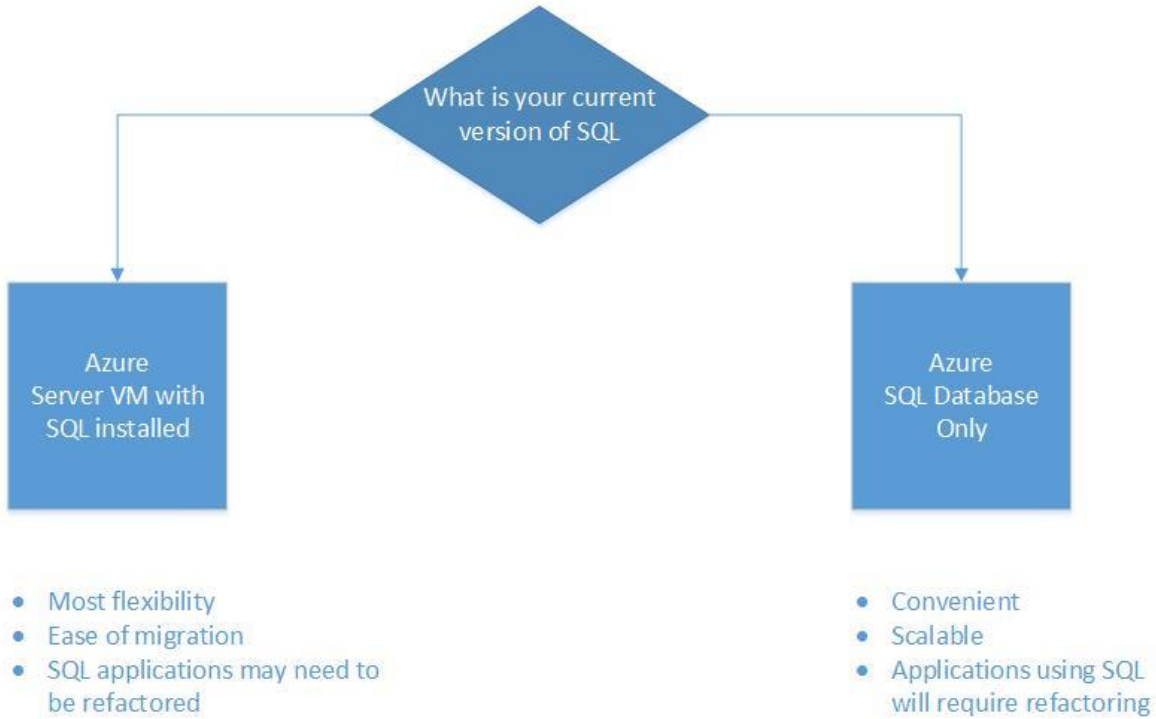 What is your current
version of SQL
Azure
Server VM with
SQL installed
Azure
SQL Database
Only
• Most flexibility
• Ease of migration
• SQL applications may need to
be refactored
• Convenient
• Scalable
• Applications using SQL
will require refactoring